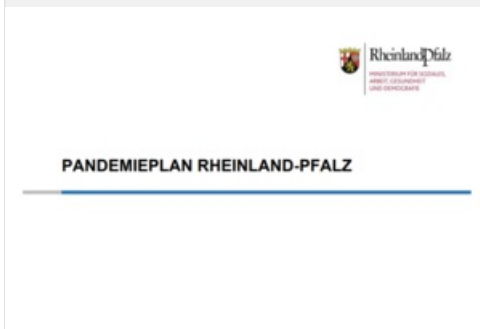 RheinlandPfalz
MINISTERIUM FÜR SOZIALES,
ARBEIT, GESUNDHEIT
UND DEMOGRAFIE
PANDEMIEPLAN RHEINLAND-PFALZ